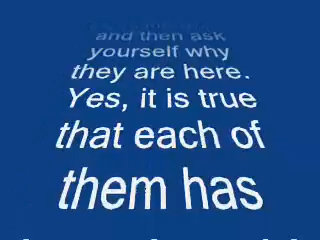 and then ask
yourself why
they are here.
Yes, it is true
that each of
them has